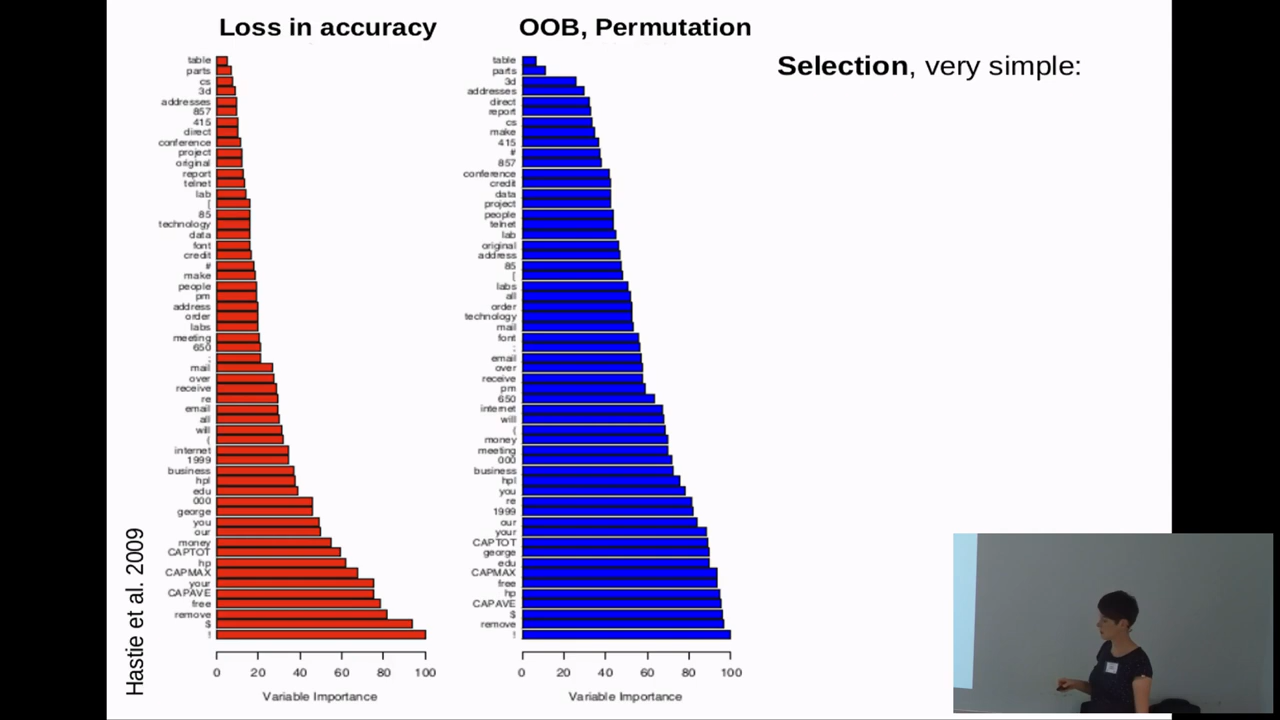 Loss in accuracy
OOB, Permutation
Selection, very simple:
table
parts
cs
3d
addresses
857
415
direct
conference
project
original
report
telnet
lab
[
85
technology
data
font
credit
#
make
people
pm
address
order
labs
meeting
650
;
mail
over
receive
re
email
all
will
(
internet
1999
business
hpl
edu
000
george
you
our
money
CAPTOT
hp
CAPMAX
your
CAPAVE
free
remove
$
!
0 20 40 60 80 100
Variable Importance
table
parts
3d
addresses
direct
report
cs
make
415
#
857
conference
credit
data
project
people
telnet
lab
original
address
85
[
labs
all
order
technology
mail
font
;
email
over
receive
pm
650
internet
will
(
money
meeting
000
business
hpl
you
re
1999
our
your
CAPTOT
george
edu
CAPMAX
free
hp
CAPAVE
$
remove
!
0 20 40 60 80 100
Variable Importance
Hastie et al. 2009